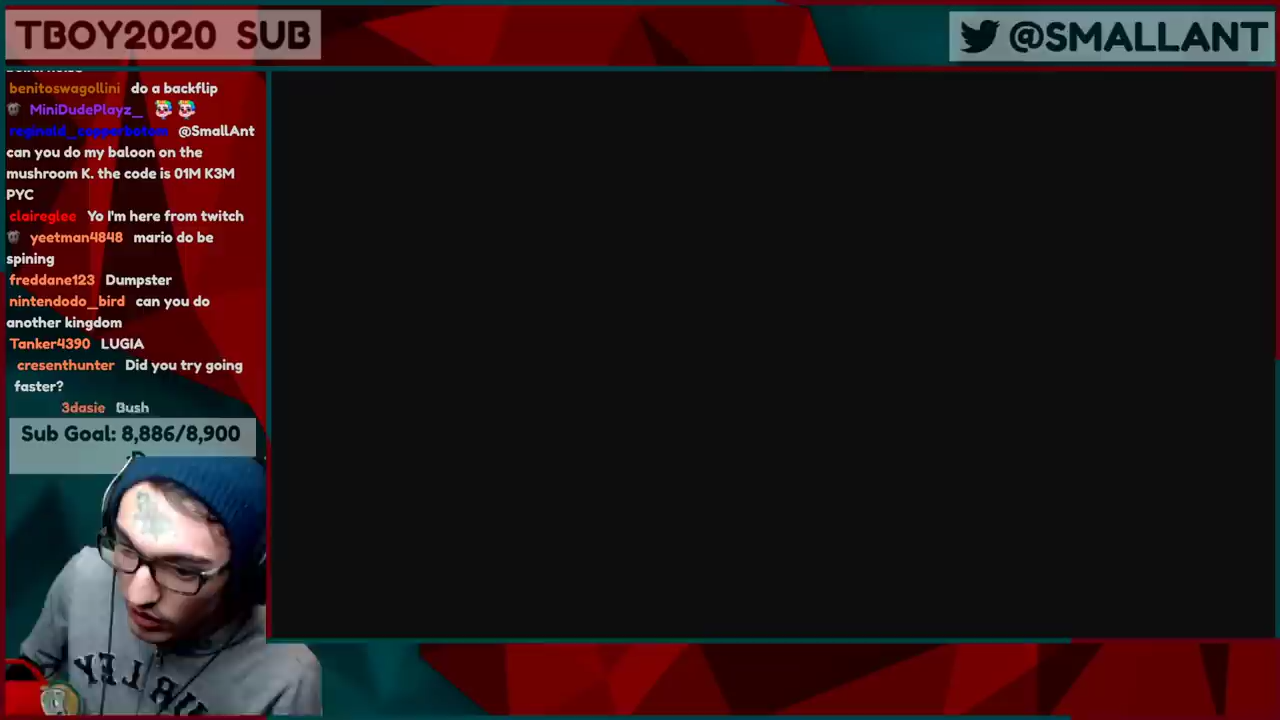 TBOY2020 SUB
@SMALLANT
benitoswagollini do a backflip
MiniDudePlayz_
reginald_copperbottom @SmallAnt
can you do my baloon on the
mushroom K. the code is 01M K3M
PYC
claireglee Yo I'm here from twitch
yeetman4848 mario do be
spining
freddane123 Dumpster
nintendodo_bird can you do
another kingdom
Tanker4390 LUGIA
cresenthunter Did you try going
faster?
3dasie Bush
Sub Goal: 8,886/8,900